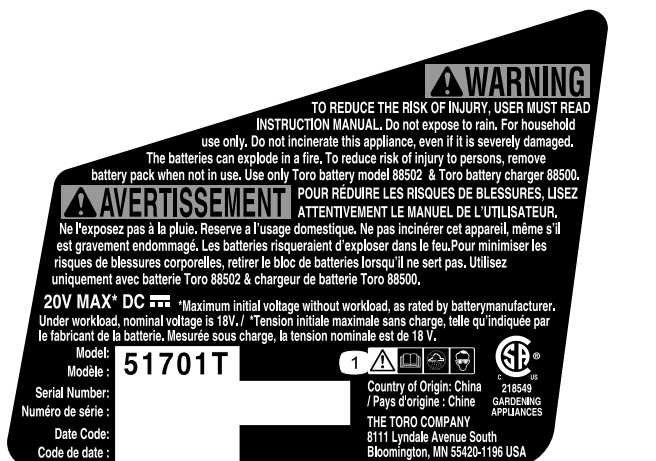 WARNING
TO REDUCE THE RISK OF INJURY, USER MUST READ
INSTRUCTION MANUAL. Do not expose to rain. For household
use only. Do not incinerate this appliance, even if it is severely damaged.
The batteries can explode in a fire. To reduce risk of injury to persons, remove
battery pack when not in use. Use only Toro battery model 88502 & Toro battery charger 88500.
AVERTISSEMENT
POUR RÉDUIRE LES RISQUES DE BLESSURES, LISEZ
ATTENTIVEMENT LE MANUEL DE L'UTILISATEUR.
Ne l'exposez pas à la pluie. Reserve a l'usage domestique. Ne pas incinérer cet appareil, même s'il
est gravement endommagé. Les batteries risqueraient d'exploser dans le feu.Pour minimiser les
risques de blessures corporelles, retirer le bloc de batteries lorsqu'il ne sert pas. Utilisez
uniquement avec batterie Toro 88502 & chargeur de batterie Toro 88500.
20V MAX* DC *Maximum initial voltage without workload, as rated by batterymanufacturer.
Under workload, nominal voltage is 18V. / *Tension initiale maximale sans charge, telle qu'indiquée par
le fabricant de la batterie. Mesurée sous charge, la tension nominale est de 18 V.
Model:
Modèle :
51701T
Serial Number:
Numéro de série :
Date Code:
Code de date :
1
Country of Origin: China
/ Pays d'origine : Chine
THE TORO COMPANY
8111 Lyndale Avenue South
Bloomington, MN 55420-1196 USA
SA ®
C US
218549
GARDENING
APPLIANCES